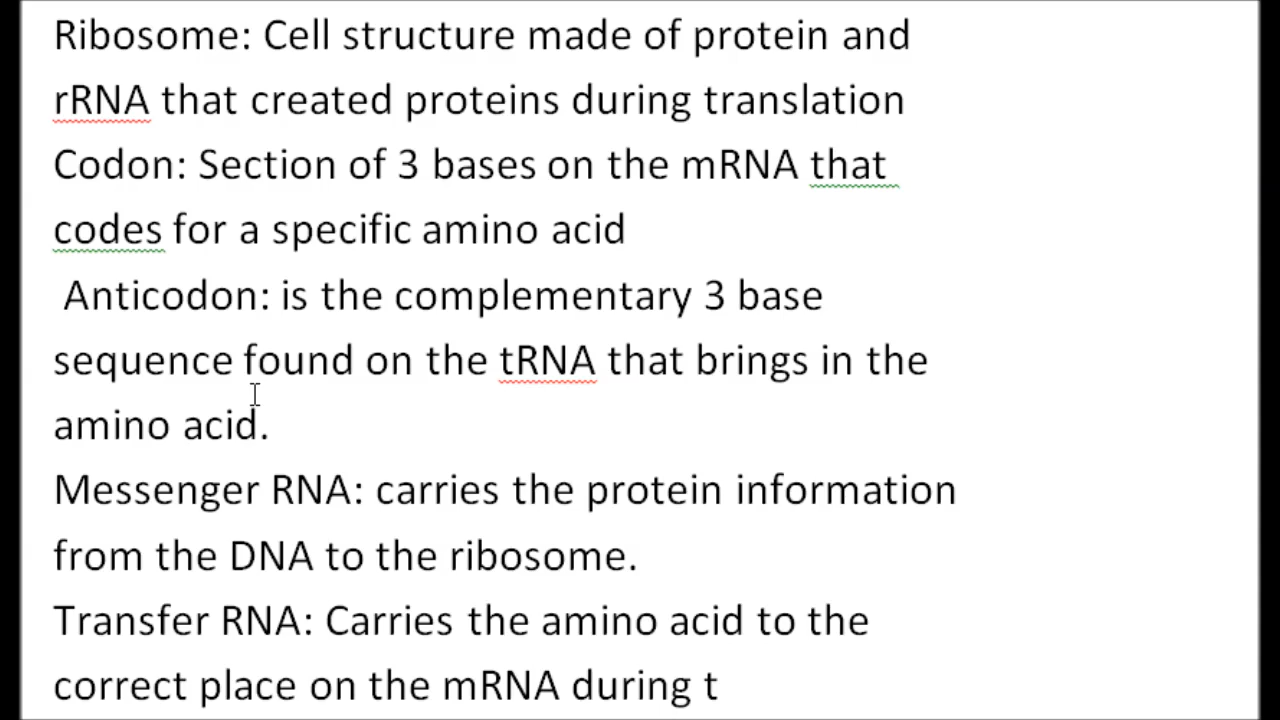 Ribosome: Cell structure made of protein and
rRNA that created proteins during translation
Codon: Section of 3 bases on the mRNA that
codes for a specific amino acid
Anticodon: is the complementary 3 base
sequence found on the tRNA that brings in the
amino acid.
Messenger RNA: carries the protein information
from the DNA to the ribosome.
Transfer RNA: Carries the amino acid to the
correct place on the mRNA during t